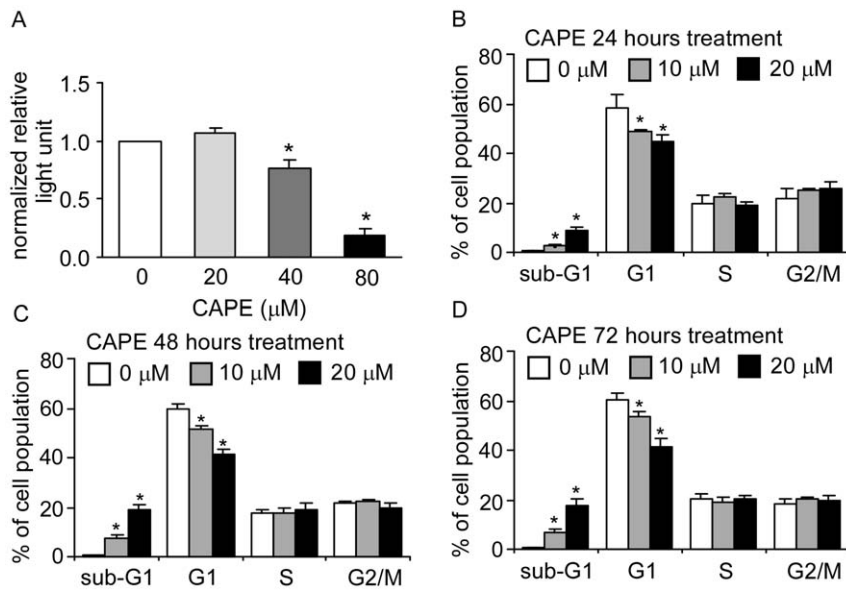 A
normalized relative
light unit
1.5
1.0
0.5
0.0
*
*
0 20 40 80
CAPE (μM)
B
CAPE 24 hours treatment
0 μM 10 μM 20 μM
% of cell population
80
60
40
20
0
* *
* *
sub-G1 G1 S G2/M
C
CAPE 48 hours treatment
0 μM 10 μM 20 μM
% of cell population
80
60
40
20
0
* *
* *
sub-G1 G1 S G2/M
D
CAPE 72 hours treatment
0 μM 10 μM 20 μM
% of cell population
80
60
40
20
0
* *
* *
sub-G1 G1 S G2/M